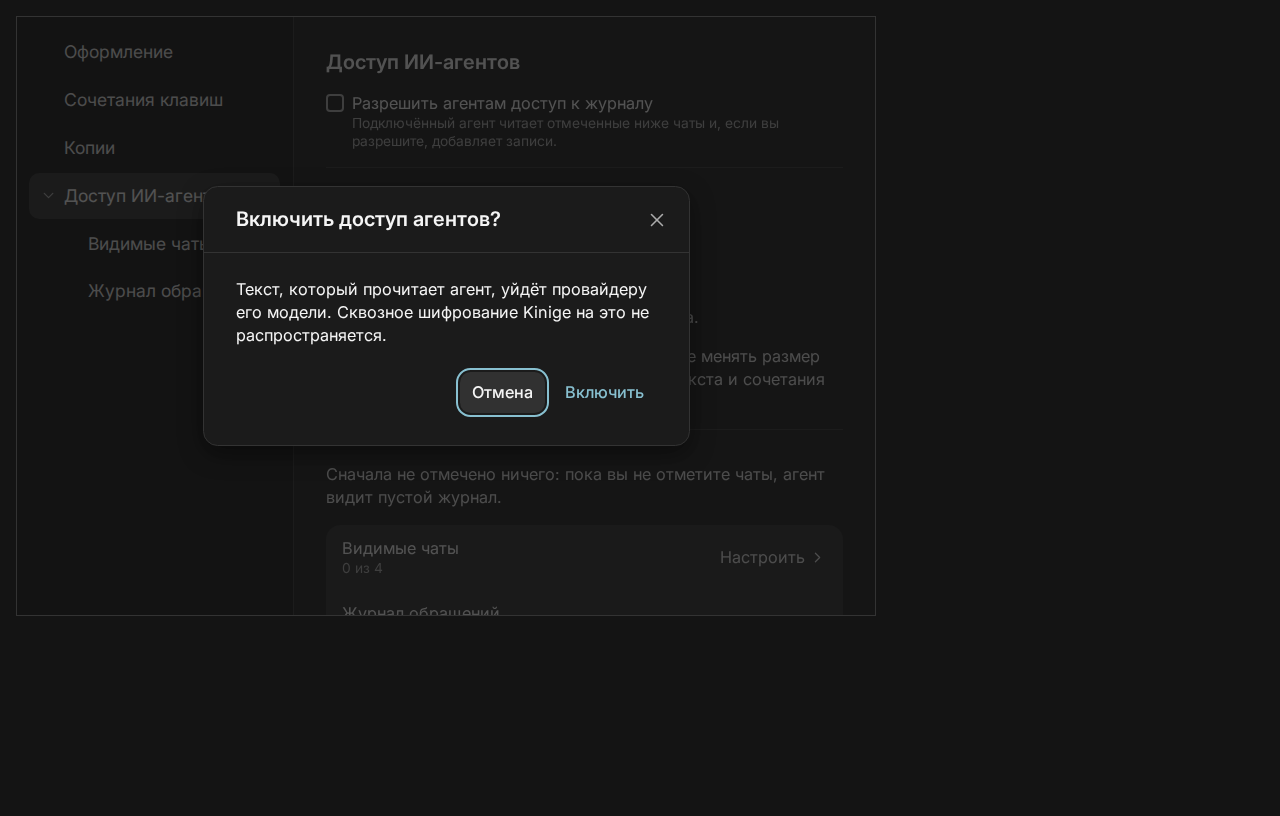 Оформление
Сочетания клавиш
Копии
Доступ ИИ-агент
Видимые чаты
Журнал обра
Доступ ИИ-агентов
Разрешить агентам доступ к журналу
Подключённый агент читает отмеченные ниже чаты и, если вы
разрешите, добавляет записи.
Включить доступ агентов?
Текст, который прочитает агент, уйдёт провайдеру
его модели. Сквозное шифрование Kinige на это не
распространяется.
Отмена
Включить
а.
е менять размер
кста и сочетания
Сначала не отмечено ничего: пока вы не отметите чаты, агент
видит пустой журнал.
Видимые чаты
0 из 4
Настроить
Журнал обращений